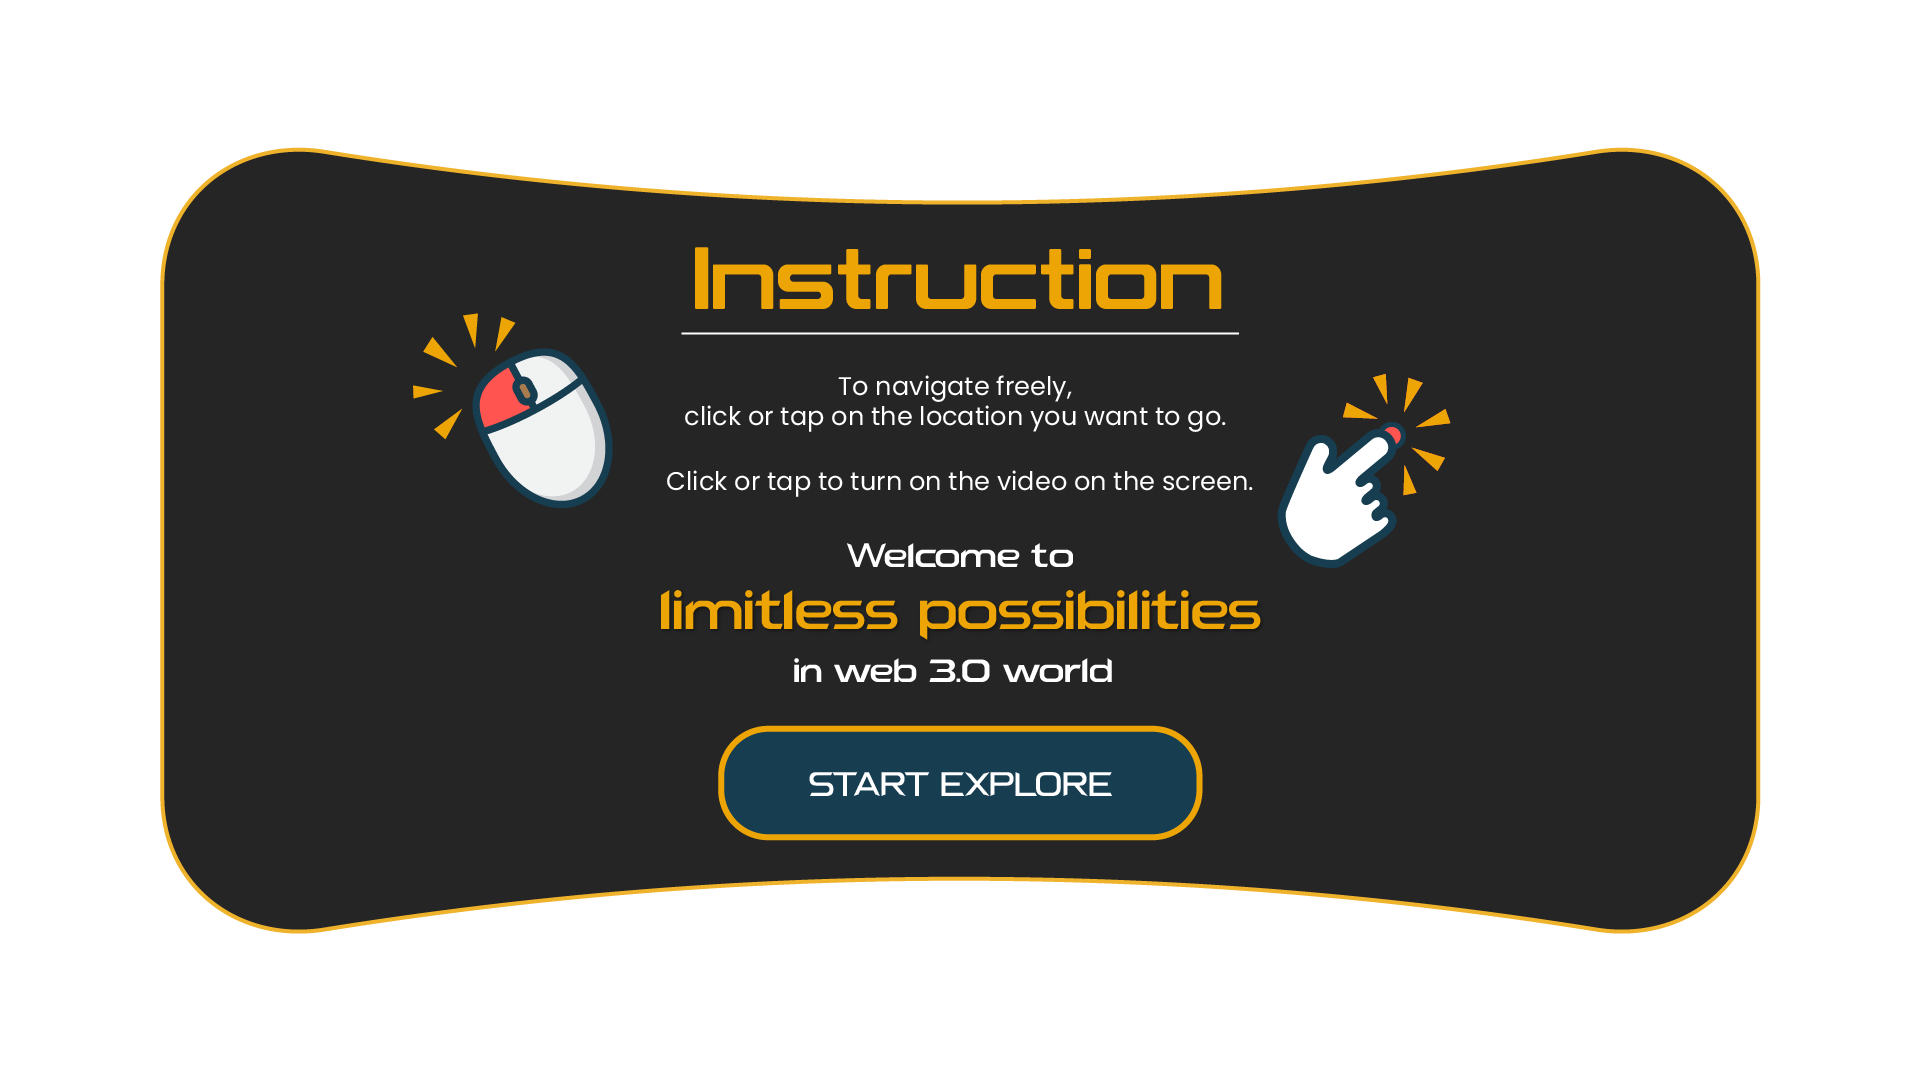 Instruction
To navigate freely,
click or tap on the location you want to go.
Click or tap to turn on the video on the screen.
Welcome to
limitless possibilities
in web 3.0 world
START EXPLORE